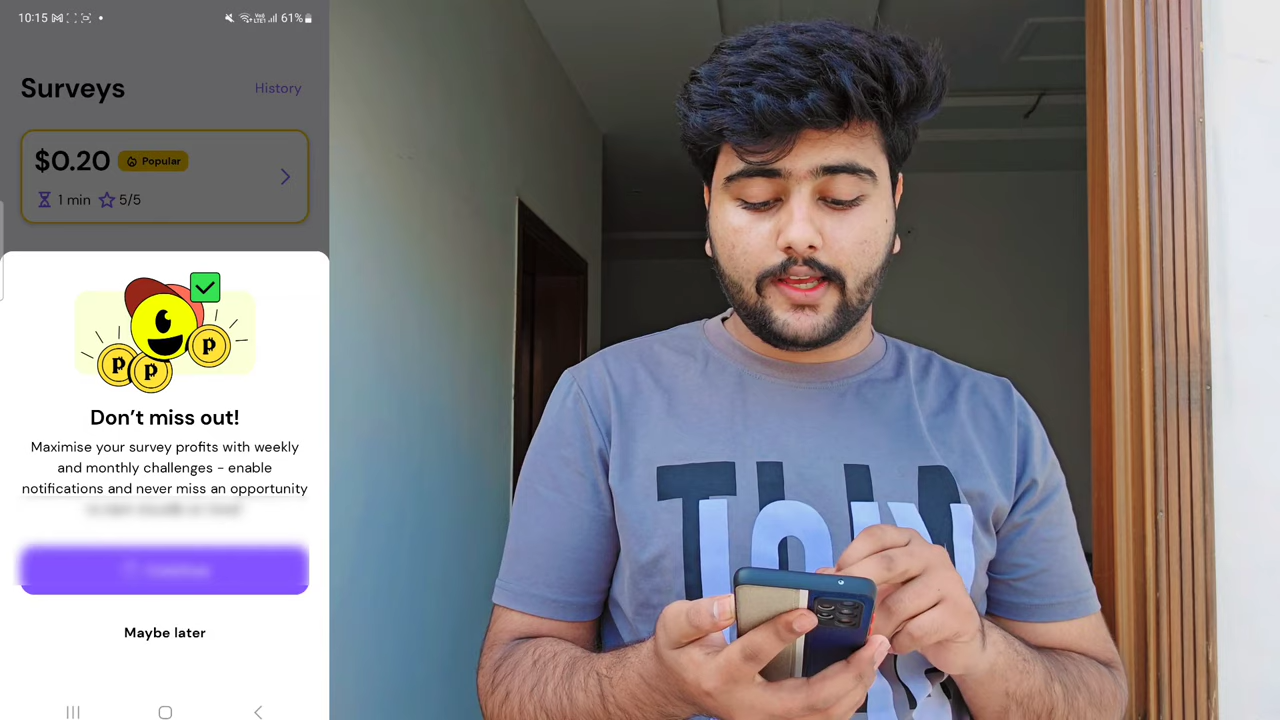 10:15
61%
Surveys
History
$0.20
Popular
1 min
5/5
Don’t miss out!
Maximise your survey profits with weekly
and monthly challenges - enable
notifications and never miss an opportunity
Maybe later